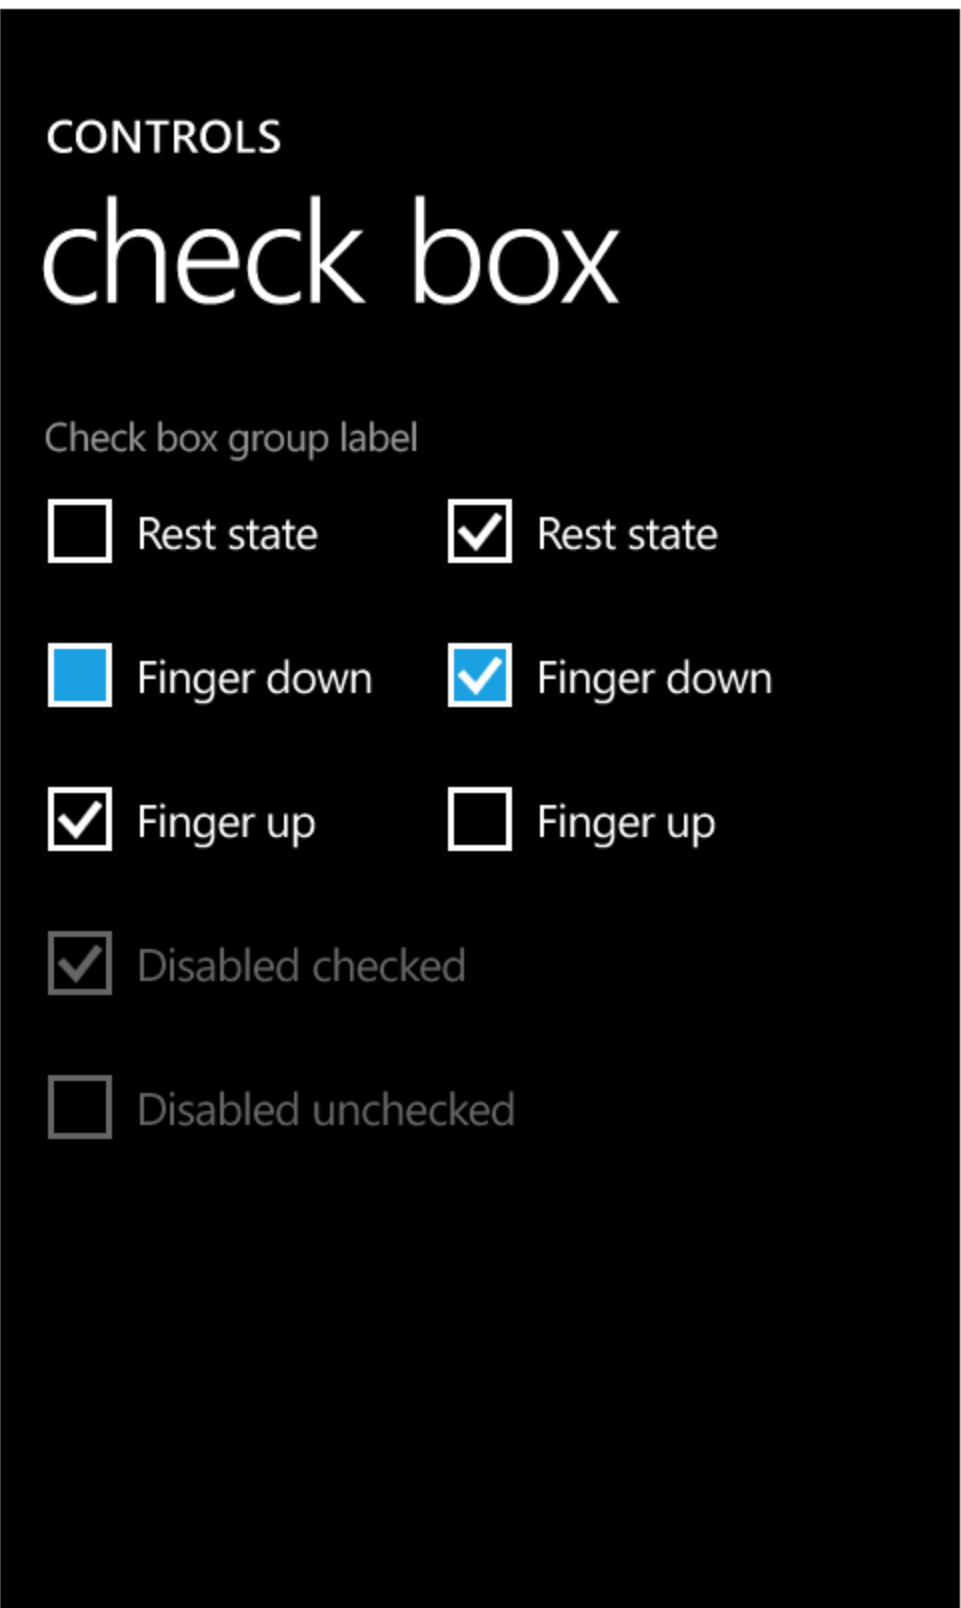 CONTROLS
check box
Check box group label
Rest state Rest state
Finger down Finger down
Finger up Finger up
Disabled checked
Disabled unchecked